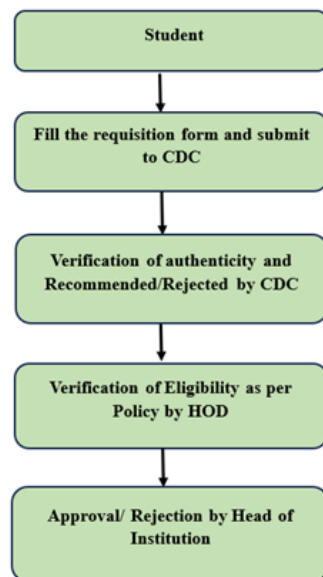 Student
Fill the requisition form and submit
to CDC
Verification of authenticity and
Recommended/Rejected by CDC
Verification of Eligibility as per
Policy by HOD
Approval/ Rejection by Head of
Institution